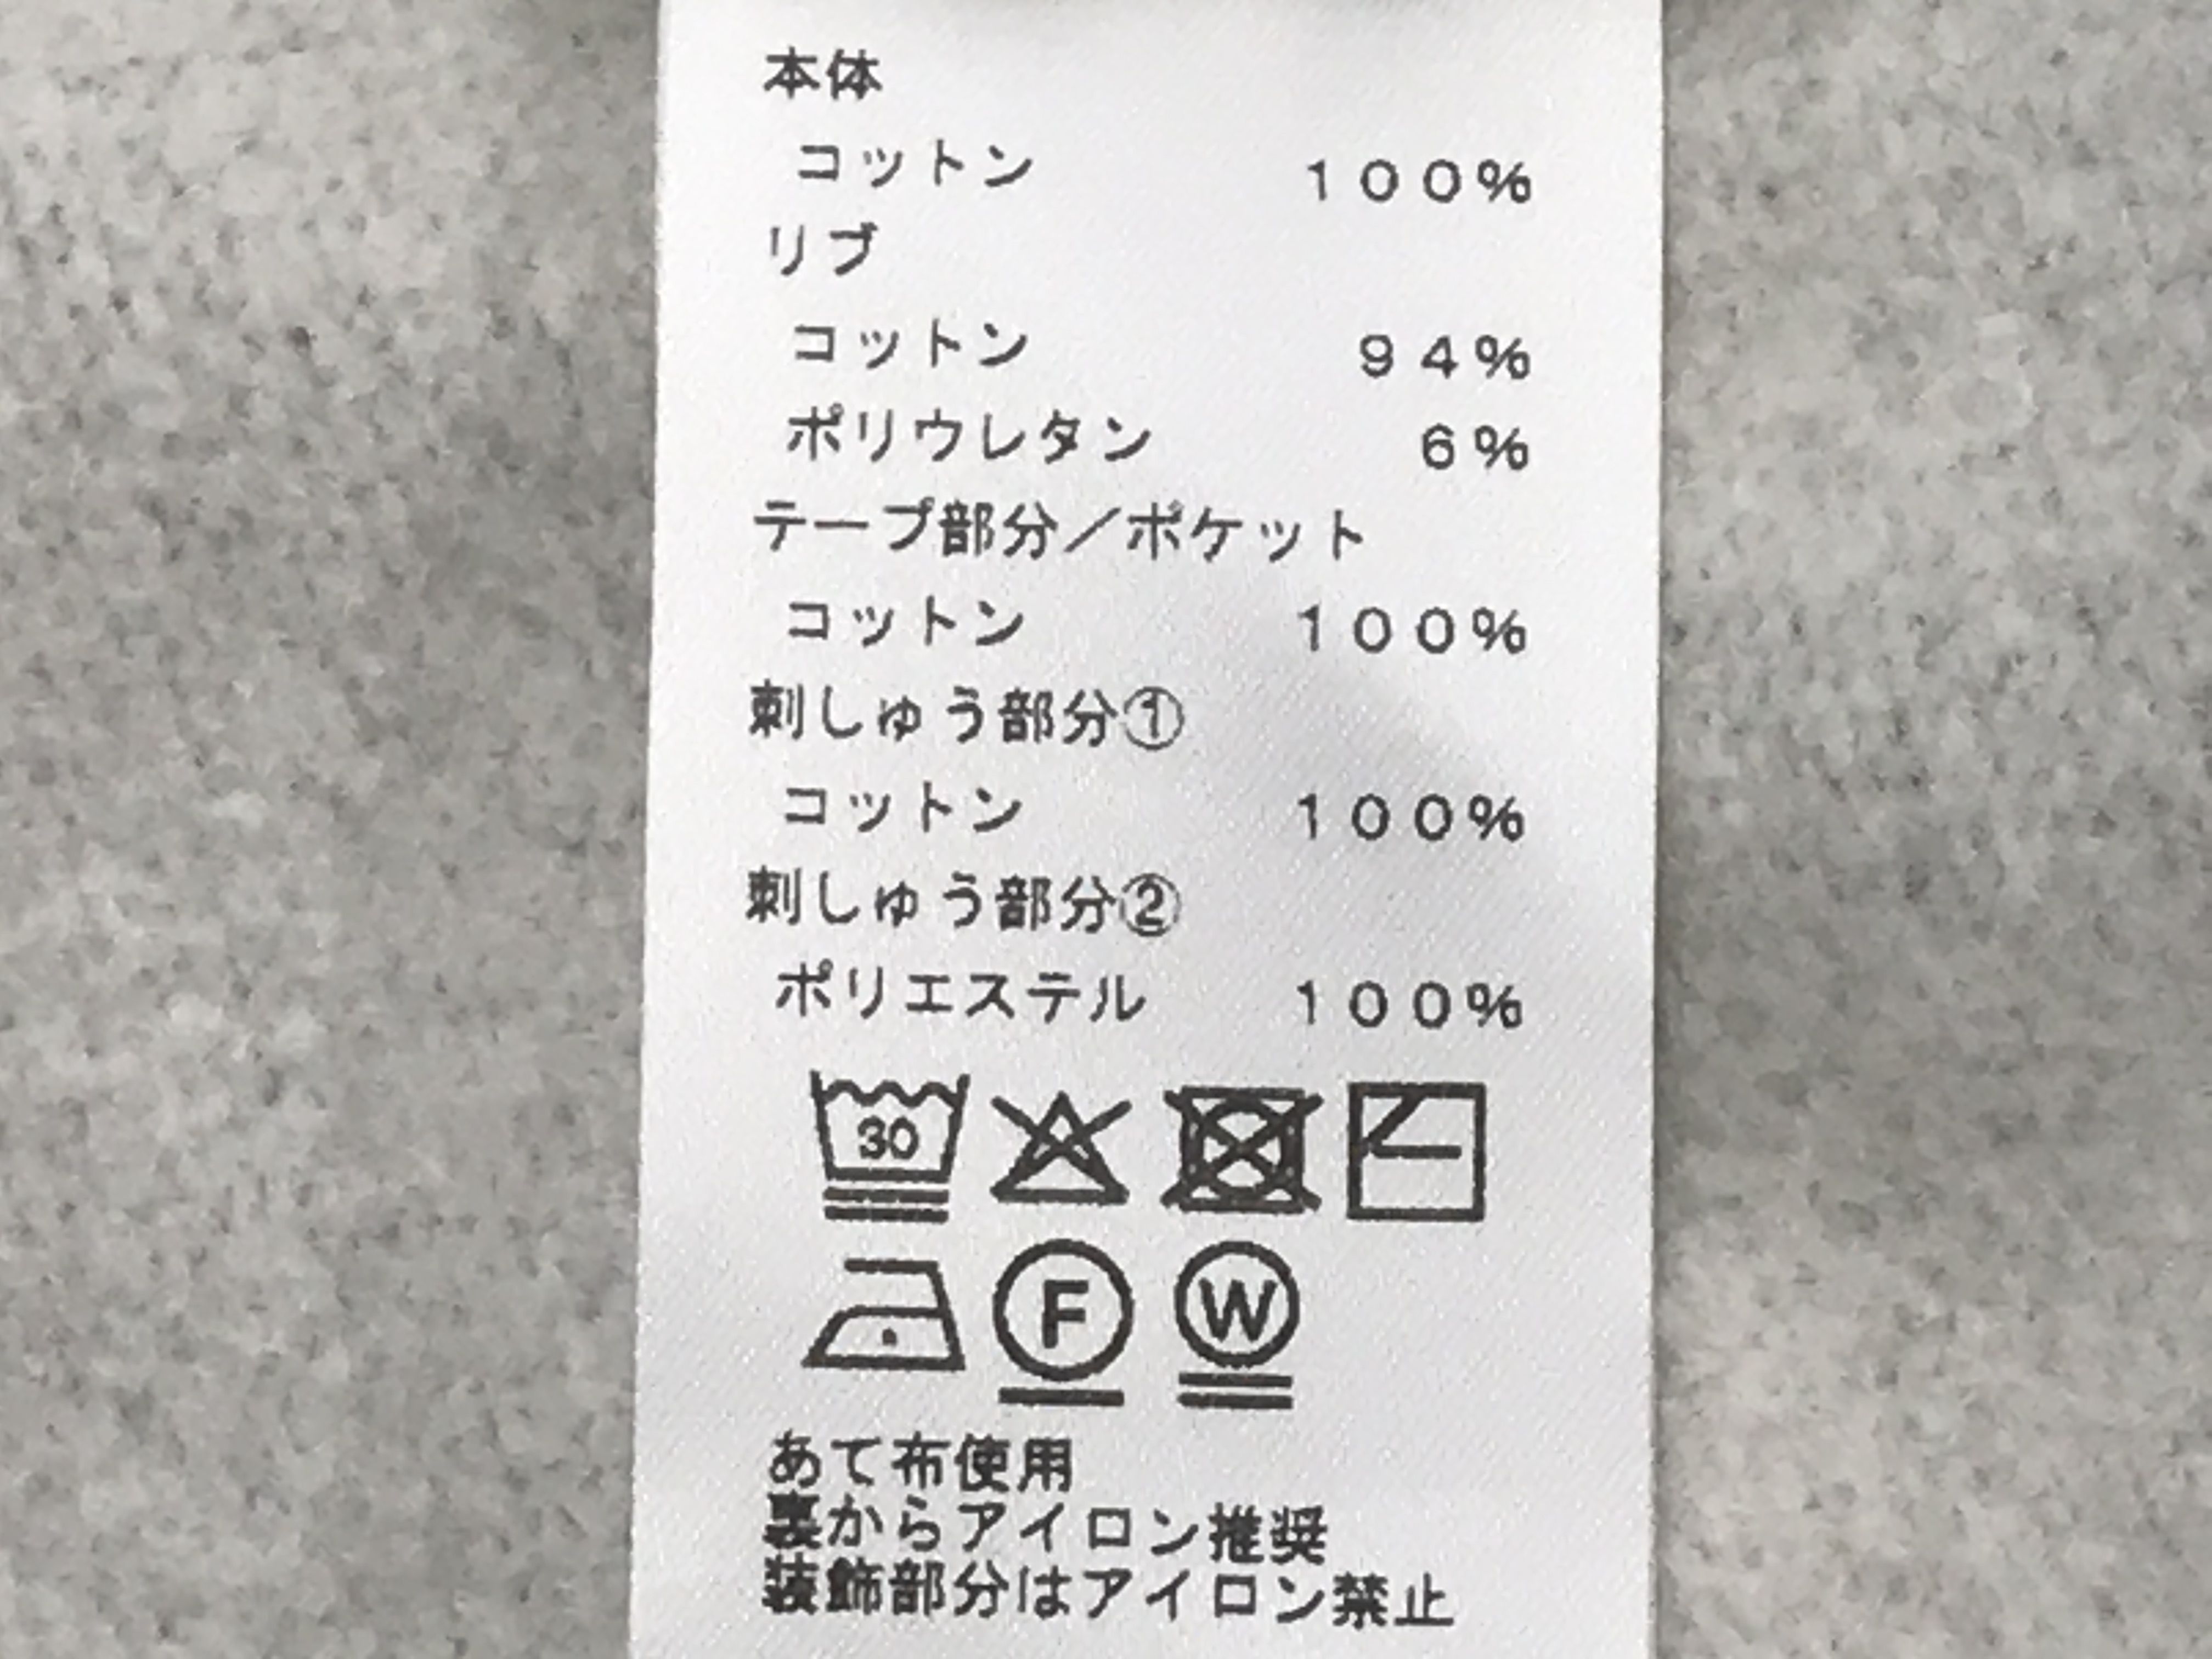 本体
コットン 100%
リブ
コットン 94%
ポリウレタン 6%
テープ部分／ポケット
コットン 100%
刺しゅう部分①
コットン 100%
刺しゅう部分②
ポリエステル 100%
30
F W
あて布使用
裏からアイロン推奨
装飾部分はアイロン禁止